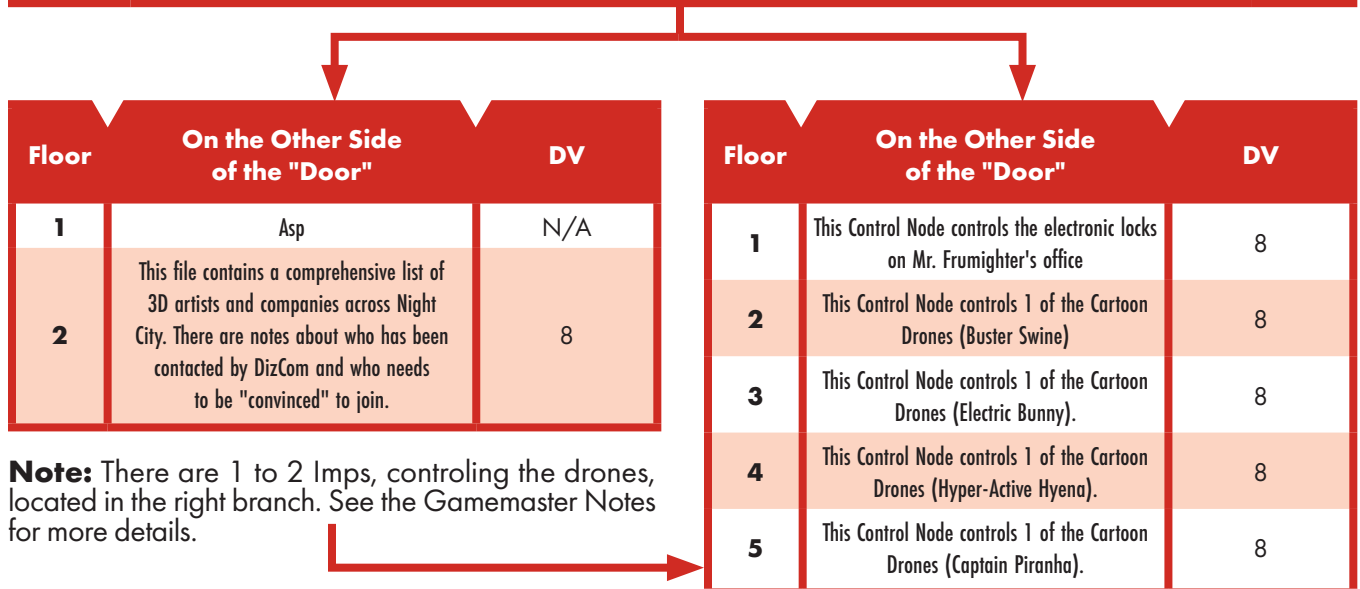 Floor
On the Other Side
of the "Door"
DV
1
Asp
N/A
2
This file contains a comprehensive list of
3D artists and companies across Night
City. There are notes about who has been
contacted by DizCom and who needs
to be "convinced" to join.
8
Note: There are 1 to 2 Imps, controling the drones,
located in the right branch. See the Gamemaster Notes
for more details.
Floor
On the Other Side
of the "Door"
DV
1
This Control Node controls the electronic locks
on Mr. Frumighter's office
8
2
This Control Node controls 1 of the Cartoon
Drones (Buster Swine)
8
3
This Control Node controls 1 of the Cartoon
Drones (Electric Bunny).
8
4
This Control Node controls 1 of the Cartoon
Drones (Hyper-Active Hyena).
8
5
This Control Node controls 1 of the Cartoon
Drones (Captain Piranha).
8